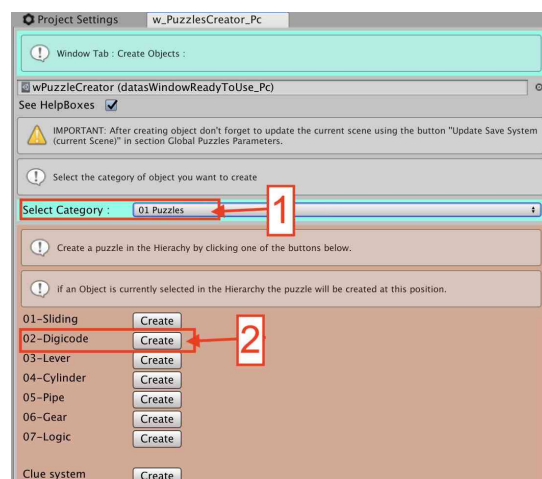 Project Settings w_PuzzlesCreator_Pc
Window Tab : Create Objects :
wPuzzleCreator (datasWindowReadyToUse_Pc)
See HelpBoxes
IMPORTANT: After creating object don't forget to update the current scene using the button "Update Save System
(current Scene)" in section Global Puzzles Parameters.
Select the category of object you want to create
Select Category : 01 Puzzles
1
Create a puzzle in the Hierachy by clicking one of the buttons below.
if an Object is currently selected in the Hierarchy the puzzle will be created at this position.
01-Sliding Create
02-Digicode Create
2
03-Lever Create
04-Cylinder Create
05-Pipe Create
06-Gear Create
07-Logic Create
Clue system Create